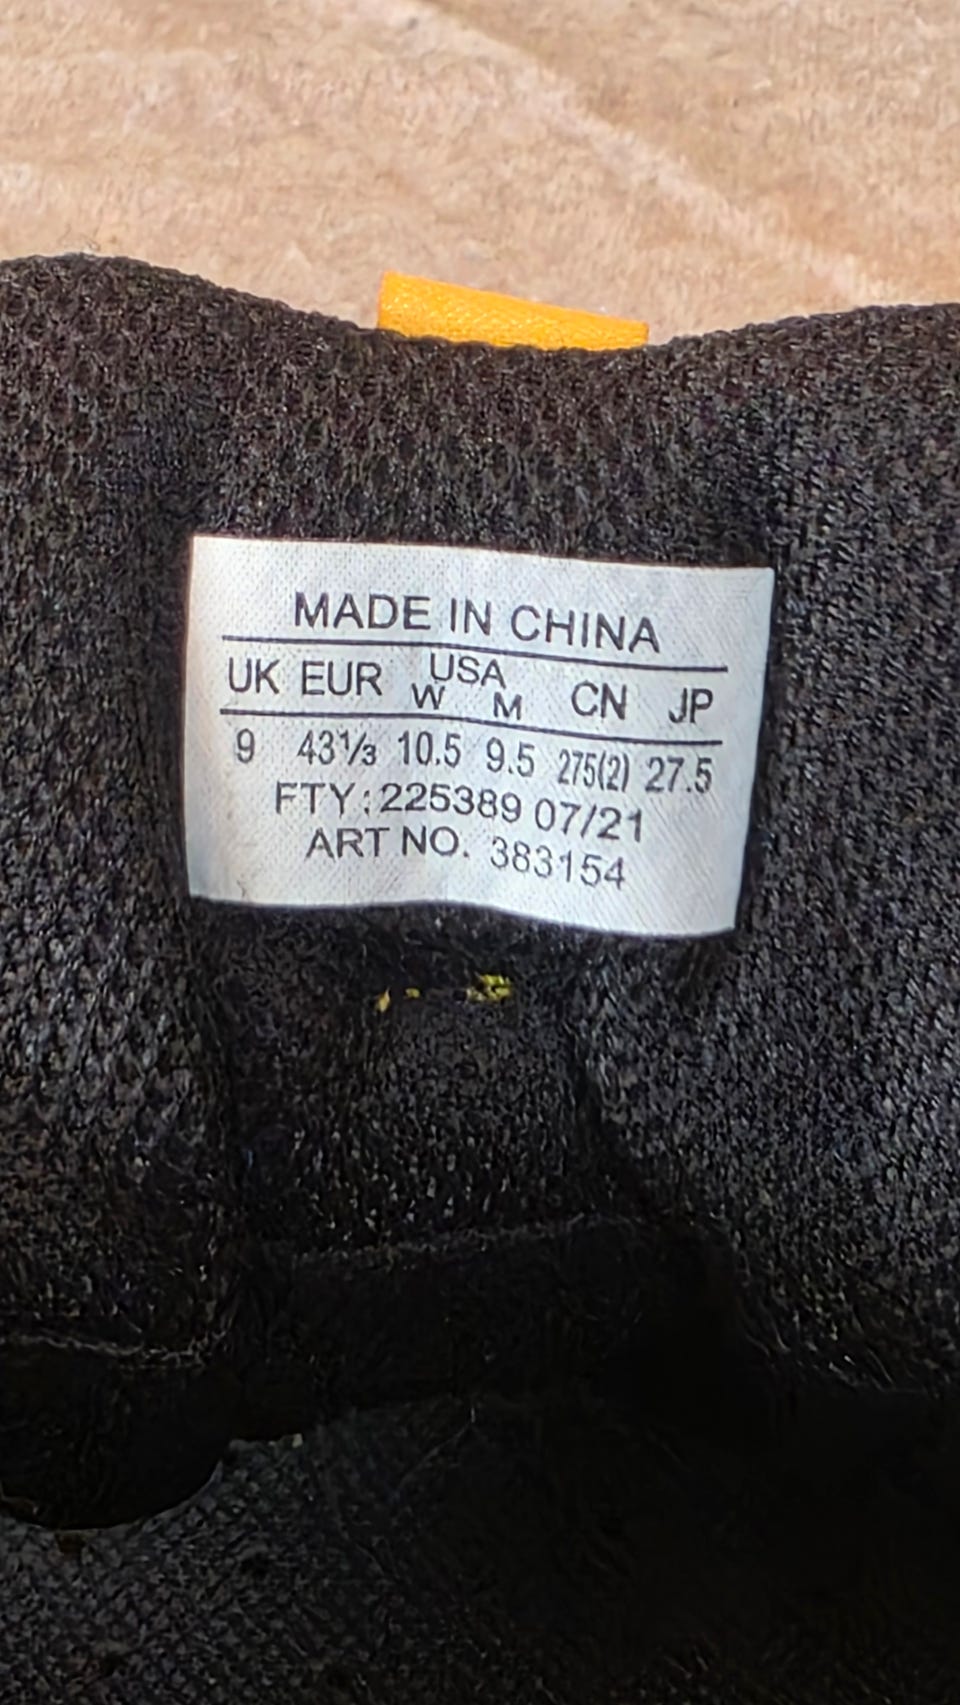 MADE IN CHINA
UK EUR USA W M CN JP
9 43⅓ 10.5 9.5 275(2) 27.5
FTY:225389 07/21
ART NO. 383154